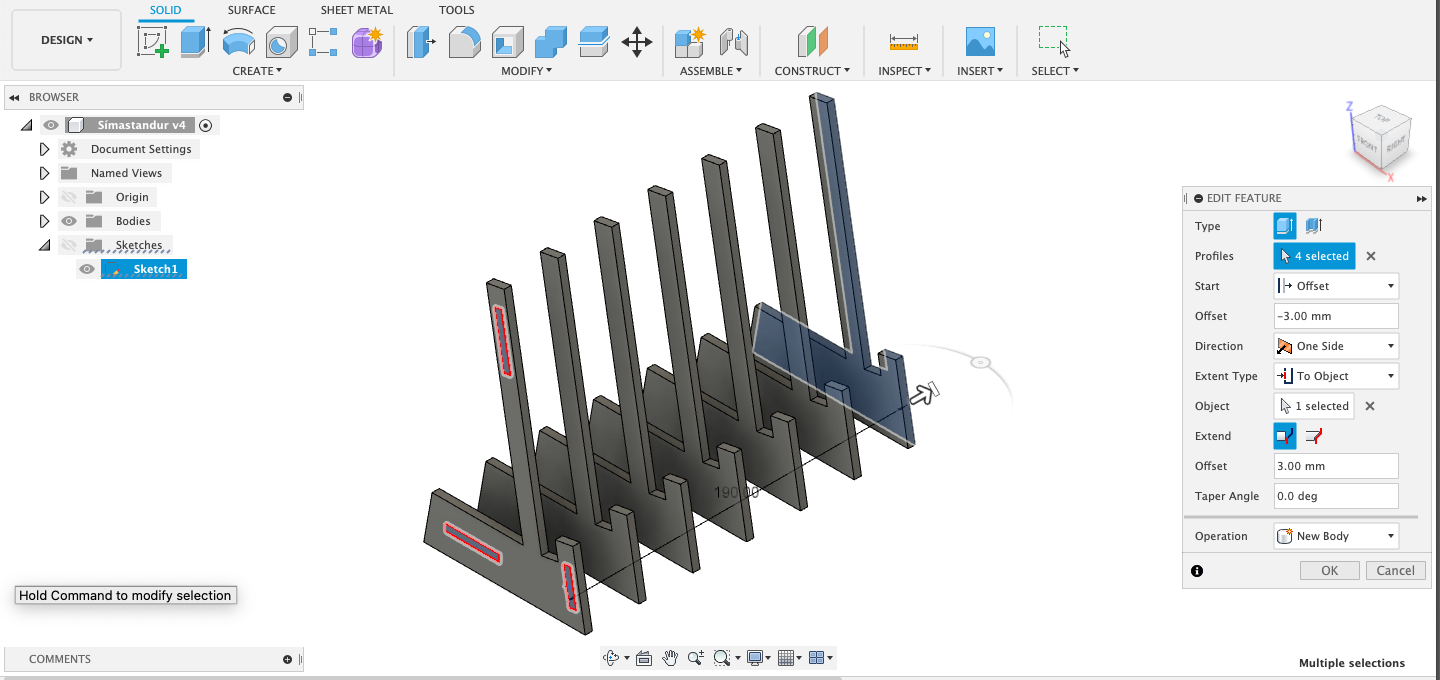 SOLID SURFACE SHEET METAL TOOLS
DESIGN
CREATE MODIFY ASSEMBLE CONSTRUCT INSPECT INSERT SELECT
BROWSER
Símastandur v4
Document Settings
Named Views
Origin
Bodies
Sketches
Sketch1
Z
TOP
FRONT
RIGHT
X
EDIT FEATURE
Type
Profiles 4 selected
Start Offset
Offset -3.00 mm
Direction One Side
Extent Type To Object
Object 1 selected
Extend
Offset 3.00 mm
Taper Angle 0.0 deg
Operation New Body
OK Cancel
190.00
Hold Command to modify selection
COMMENTS
Multiple selections